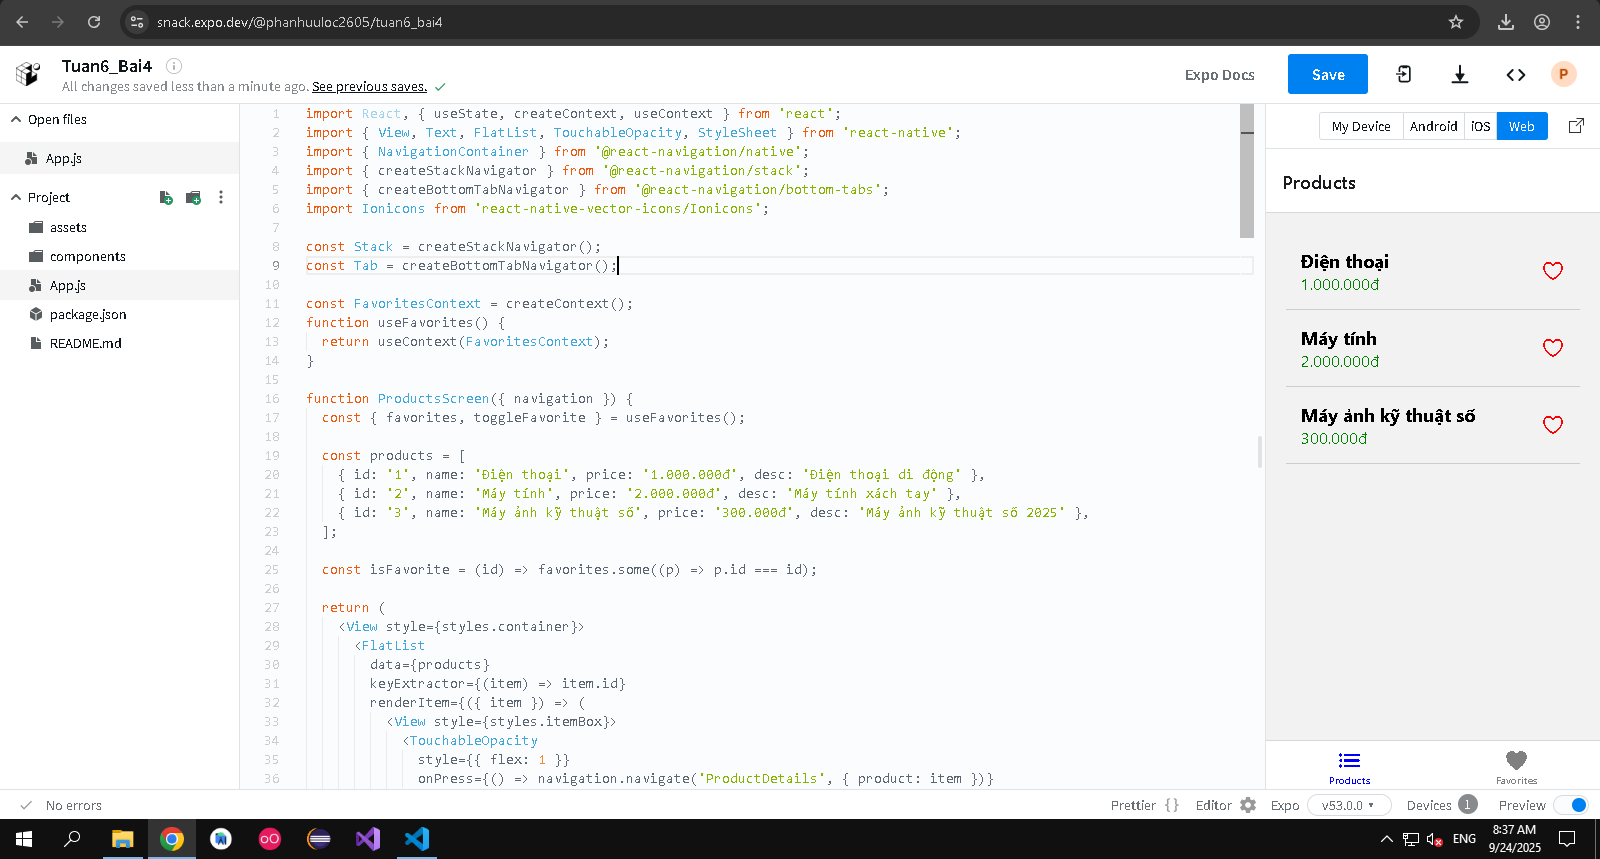 snack.expo.dev/@phanhuuloc2605/tuan6_bai4
Tuan6_Bai4
All changes saved less than a minute ago. See previous saves.
Expo Docs
Save
P
Open files
App.js
Project
assets
components
App.js
package.json
README.md
1 import React, { useState, createContext, useContext } from 'react';
2 import { View, Text, FlatList, TouchableOpacity, StyleSheet } from 'react-native';
3 import { NavigationContainer } from '@react-navigation/native';
4 import { createStackNavigator } from '@react-navigation/stack';
5 import { createBottomTabNavigator } from '@react-navigation/bottom-tabs';
6 import Ionicons from 'react-native-vector-icons/Ionicons';
7
8 const Stack = createStackNavigator();
9 const Tab = createBottomTabNavigator();
10
11 const FavoritesContext = createContext();
12 function useFavorites() {
13 return useContext(FavoritesContext);
14 }
15
16 function ProductsScreen({ navigation }) {
17 const { favorites, toggleFavorite } = useFavorites();
18
19 const products = [
20 { id: '1', name: 'Điện thoại', price: '1.000.000đ', desc: 'Điện thoại di động' },
21 { id: '2', name: 'Máy tính', price: '2.000.000đ', desc: 'Máy tính xách tay' },
22 { id: '3', name: 'Máy ảnh kỹ thuật số', price: '300.000đ', desc: 'Máy ảnh kỹ thuật số 2025' },
23 ];
24
25 const isFavorite = (id) => favorites.some((p) => p.id === id);
26
27 return (
28 <View style={styles.container}>
29 <FlatList
30 data={products}
31 keyExtractor={(item) => item.id}
32 renderItem={({ item }) => (
33 <View style={styles.itemBox}>
34 <TouchableOpacity
35 style={{ flex: 1 }}
36 onPress={() => navigation.navigate('ProductDetails', { product: item })}
My Device Android iOS Web
Products
Điện thoại
1.000.000đ
Máy tính
2.000.000đ
Máy ảnh kỹ thuật số
300.000đ
Products
Favorites
No errors
Prettier {} Editor Expo v53.0.0 Devices 1 Preview
ENG
8:37 AM
9/24/2025